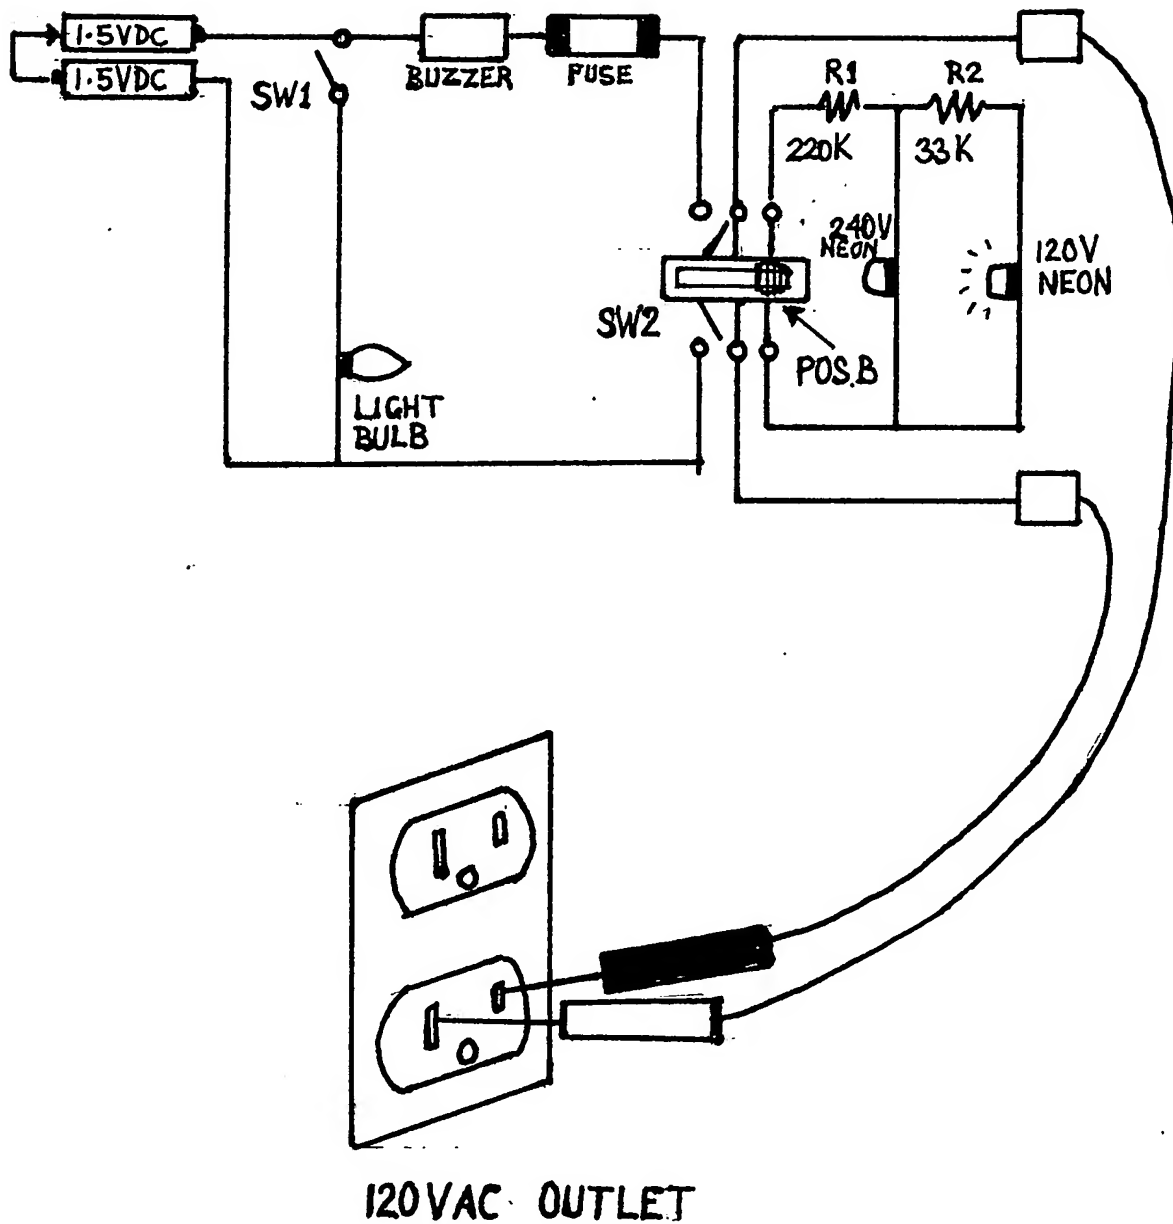 1.5VDC
1.5VDC
SW1
BUZZER
FUSE
R1
R2
220K
33K
240V
NEON
120V
NEON
SW2
POS.B
LIGHT
BULB
120VAC OUTLET